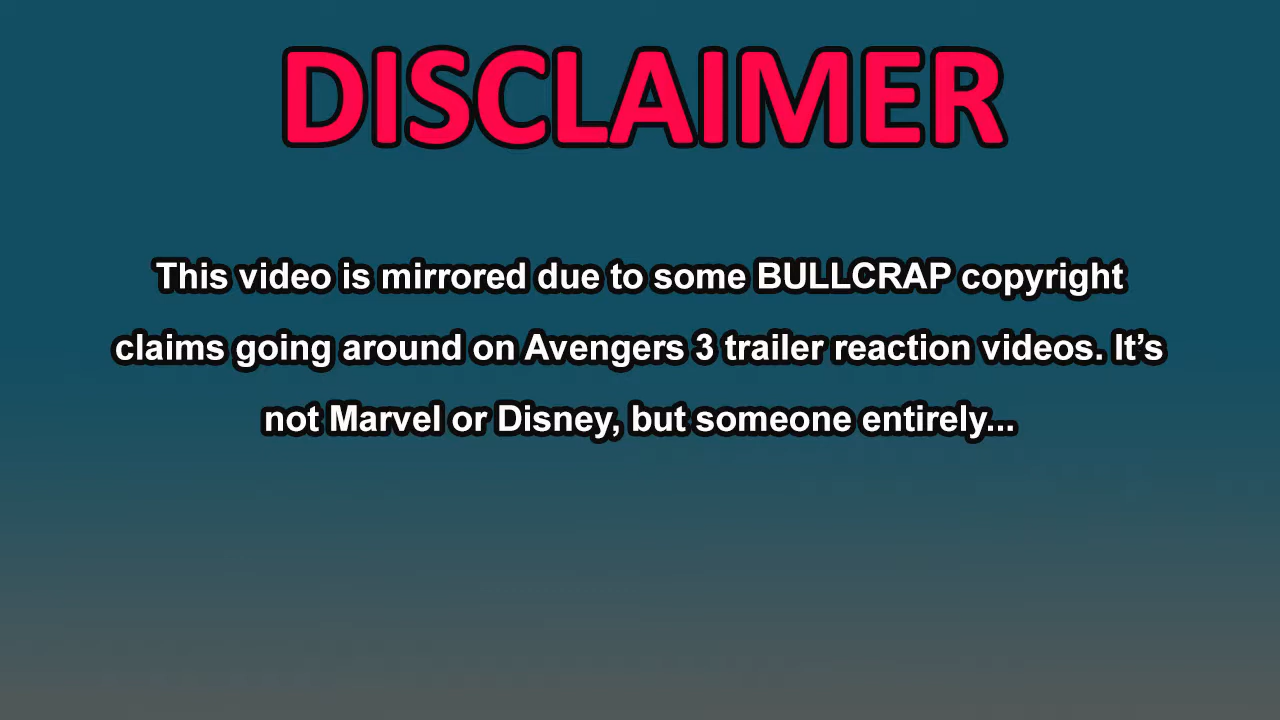 DISCLAIMER
This video is mirrored due to some BULLCRAP copyright
claims going around on Avengers 3 trailer reaction videos. It’s
not Marvel or Disney, but someone entirely...